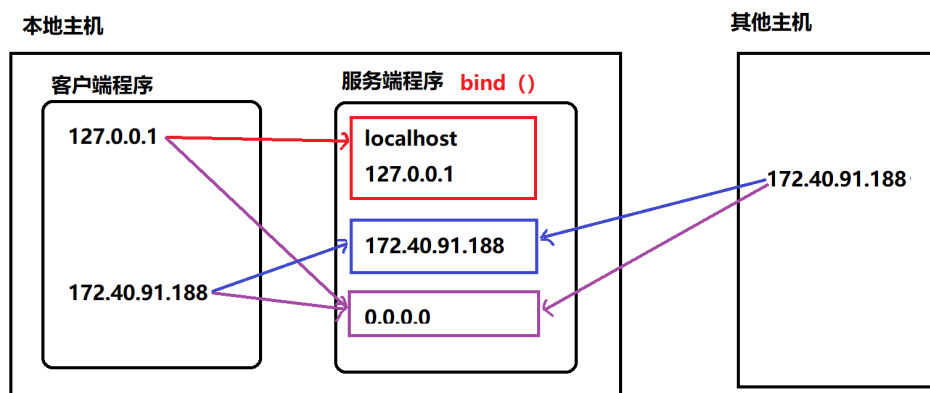 本地主机
其他主机
客户端程序
服务端程序 bind（）
127.0.0.1
localhost
127.0.0.1
172.40.91.188
172.40.91.188
172.40.91.188
0.0.0.0